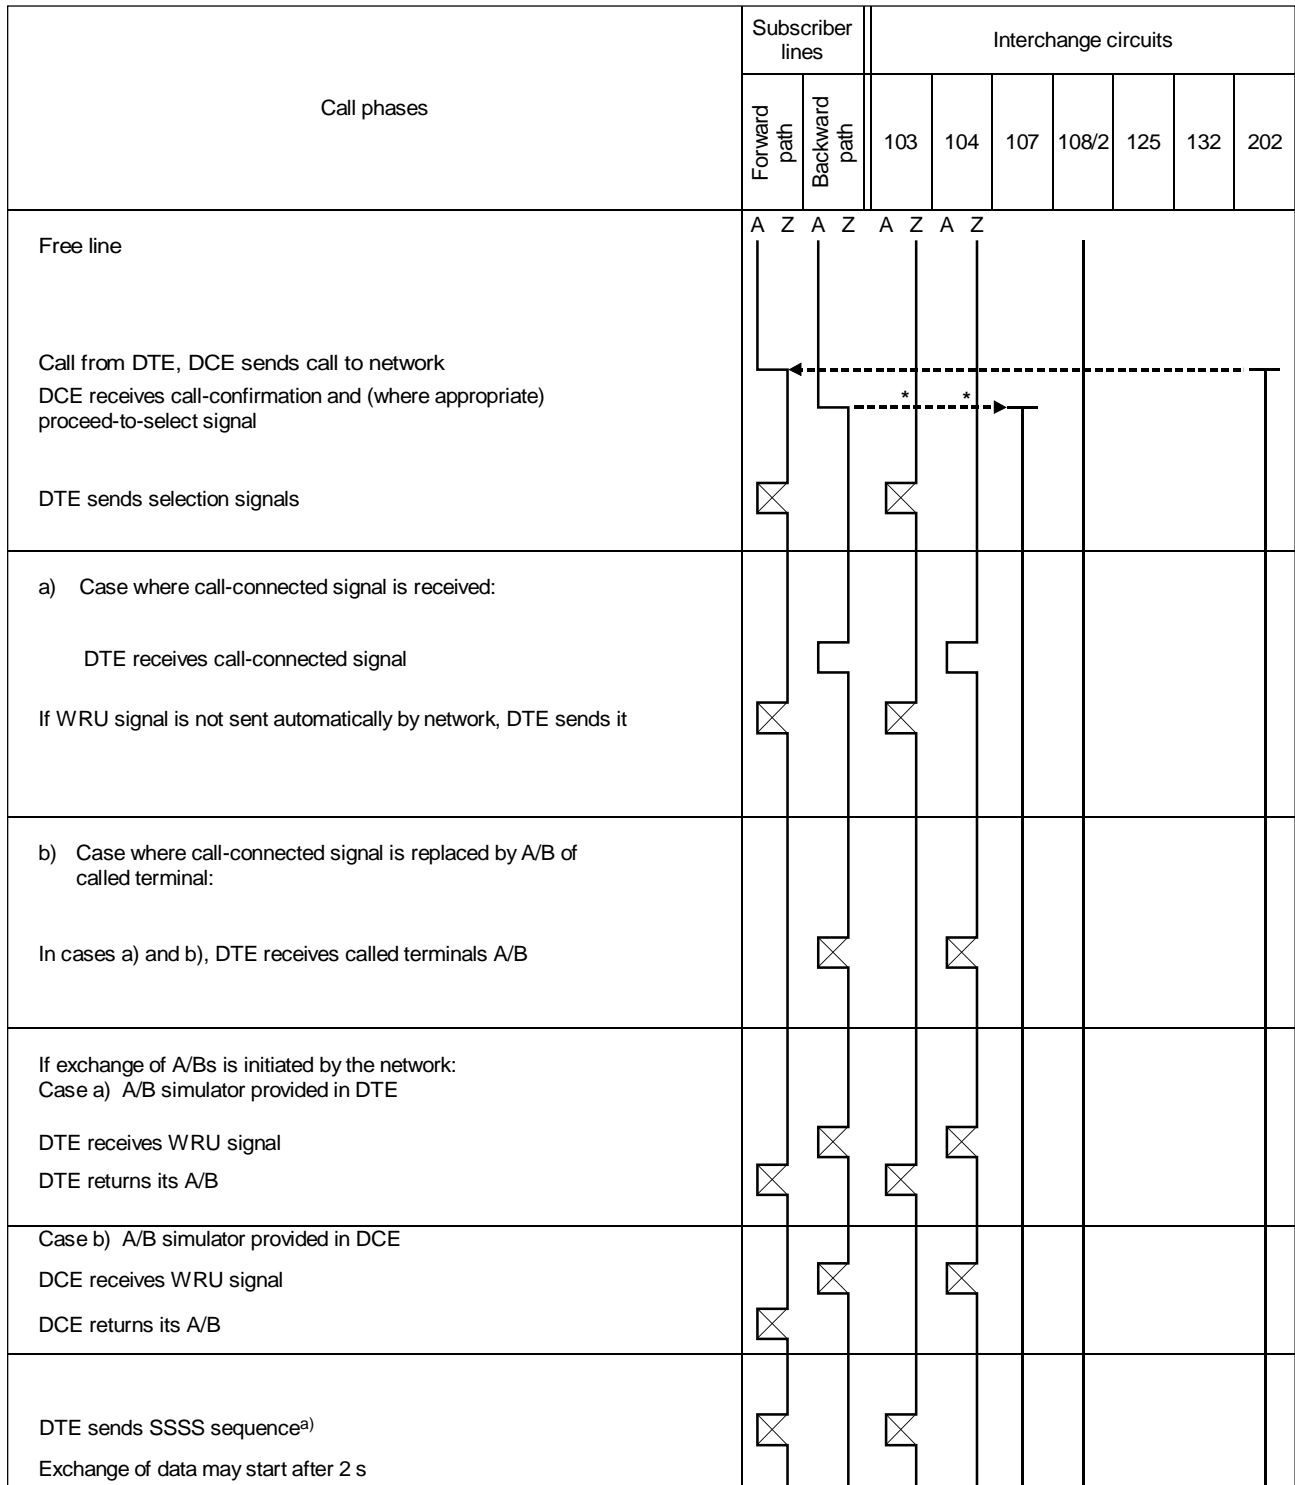 Subscriber
lines
Interchange circuits
Call phases
Forward
path
Backward
path
103
104
107
108/2
125
132
202
A Z A Z A Z A Z
Free line
Call from DTE, DCE sends call to network
DCE receives call-confirmation and (where appropriate)
proceed-to-select signal
* *
DTE sends selection signals
a) Case where call-connected signal is received:
DTE receives call-connected signal
If WRU signal is not sent automatically by network, DTE sends it
b) Case where call-connected signal is replaced by A/B of
called terminal:
In cases a) and b), DTE receives called terminals A/B
If exchange of A/Bs is initiated by the network:
Case a) A/B simulator provided in DTE
DTE receives WRU signal
DTE returns its A/B
Case b) A/B simulator provided in DCE
DCE receives WRU signal
DCE returns its A/B
DTE sends SSSS sequencea)
Exchange of data may start after 2 s